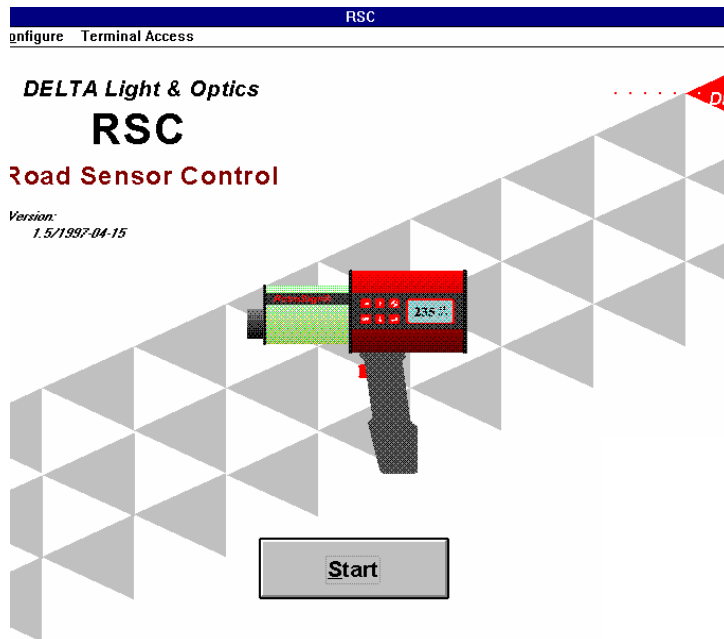 RSC
onfigure Terminal Access
DELTA Light & Optics
RSC
Road Sensor Control
Version:
1.5/1997-04-15
235
Start